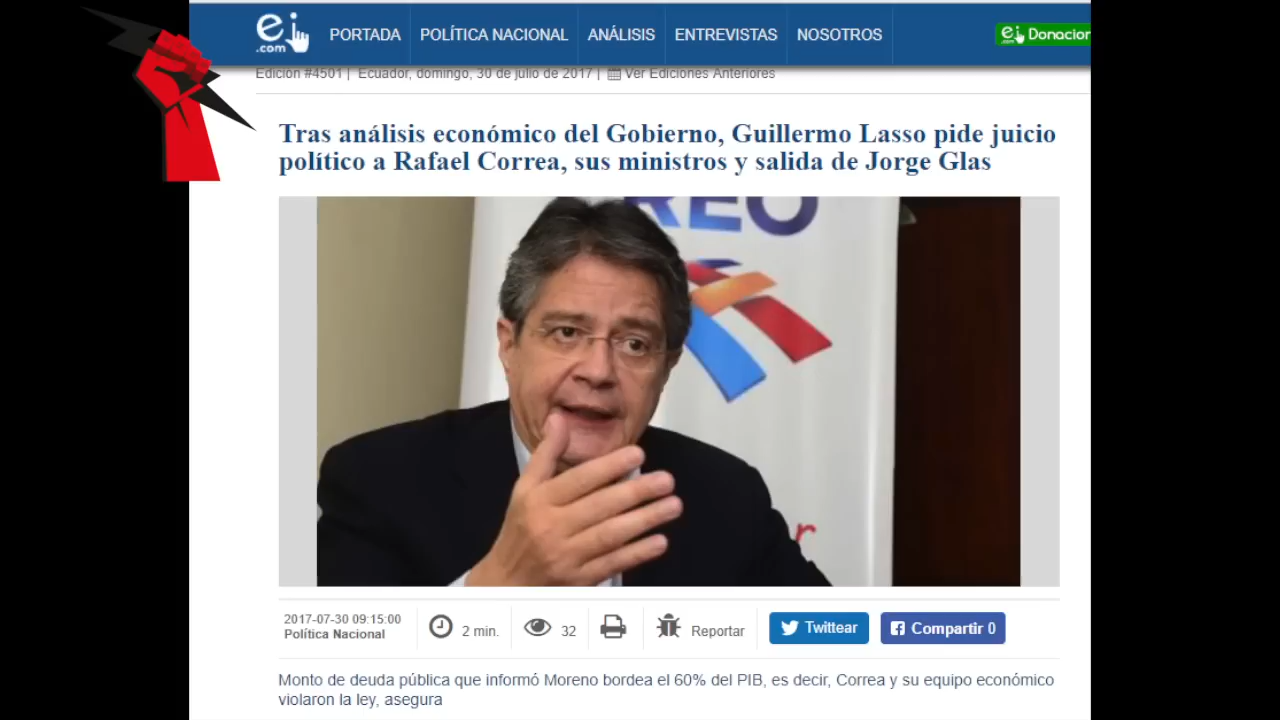 ei
.com
PORTADA
POLÍTICA NACIONAL
ANÁLISIS
ENTREVISTAS
NOSOTROS
ei
.com
Donacion
Edición #4501 | Ecuador, domingo, 30 de julio de 2017 | Ver Ediciones Anteriores
Tras análisis económico del Gobierno, Guillermo Lasso pide juicio
político a Rafael Correa, sus ministros y salida de Jorge Glas
REO
r
2017-07-30 09:15:00
Política Nacional
2 min.
32
Reportar
Twittear
Compartir 0
Monto de deuda pública que informó Moreno bordea el 60% del PIB, es decir, Correa y su equipo económico
violaron la ley, asegura